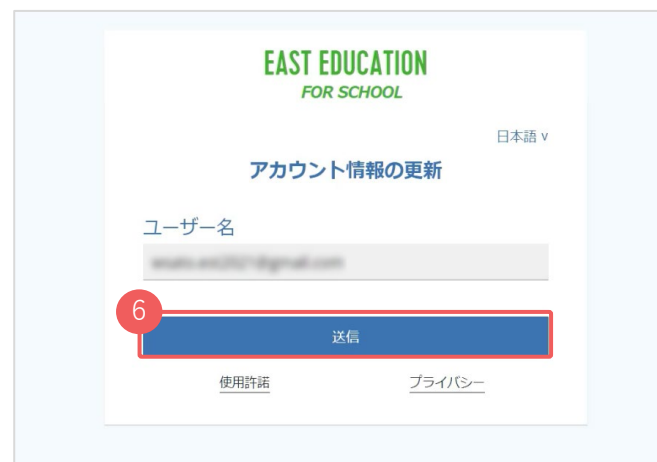 EAST EDUCATION
FOR SCHOOL
日本語 ∨
アカウント情報の更新
ユーザー名
6
送信
使用許諾
プライバシー